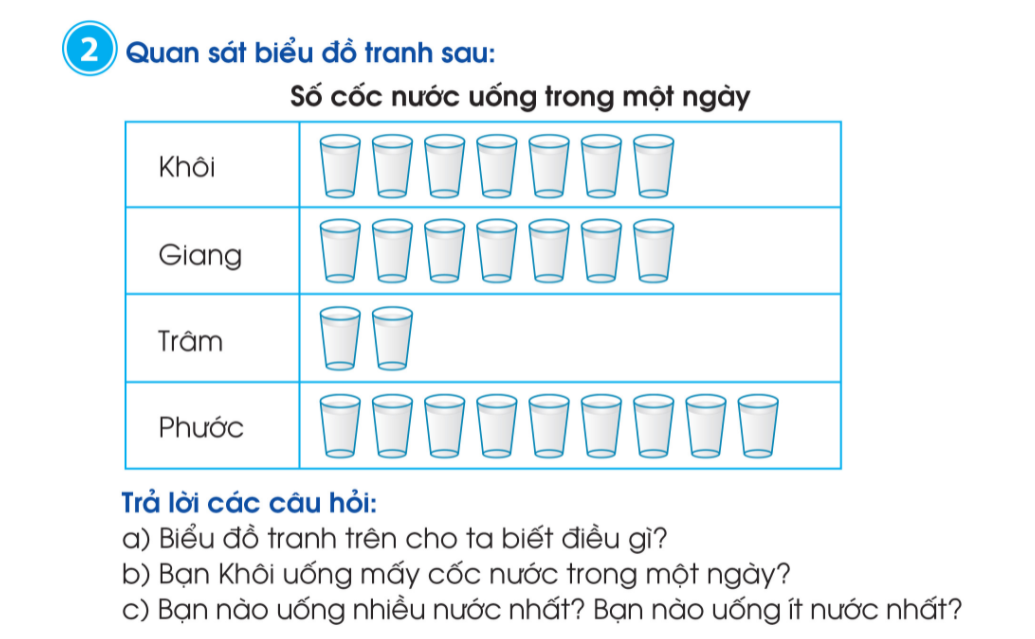 2 Quan sát biểu đồ tranh sau:
Số cốc nước uống trong một ngày
Khôi
Giang
Trâm
Phước
Trả lời các câu hỏi:
a) Biểu đồ tranh trên cho ta biết điều gì?
b) Bạn Khôi uống mấy cốc nước trong một ngày?
c) Bạn nào uống nhiều nước nhất? Bạn nào uống ít nước nhất?